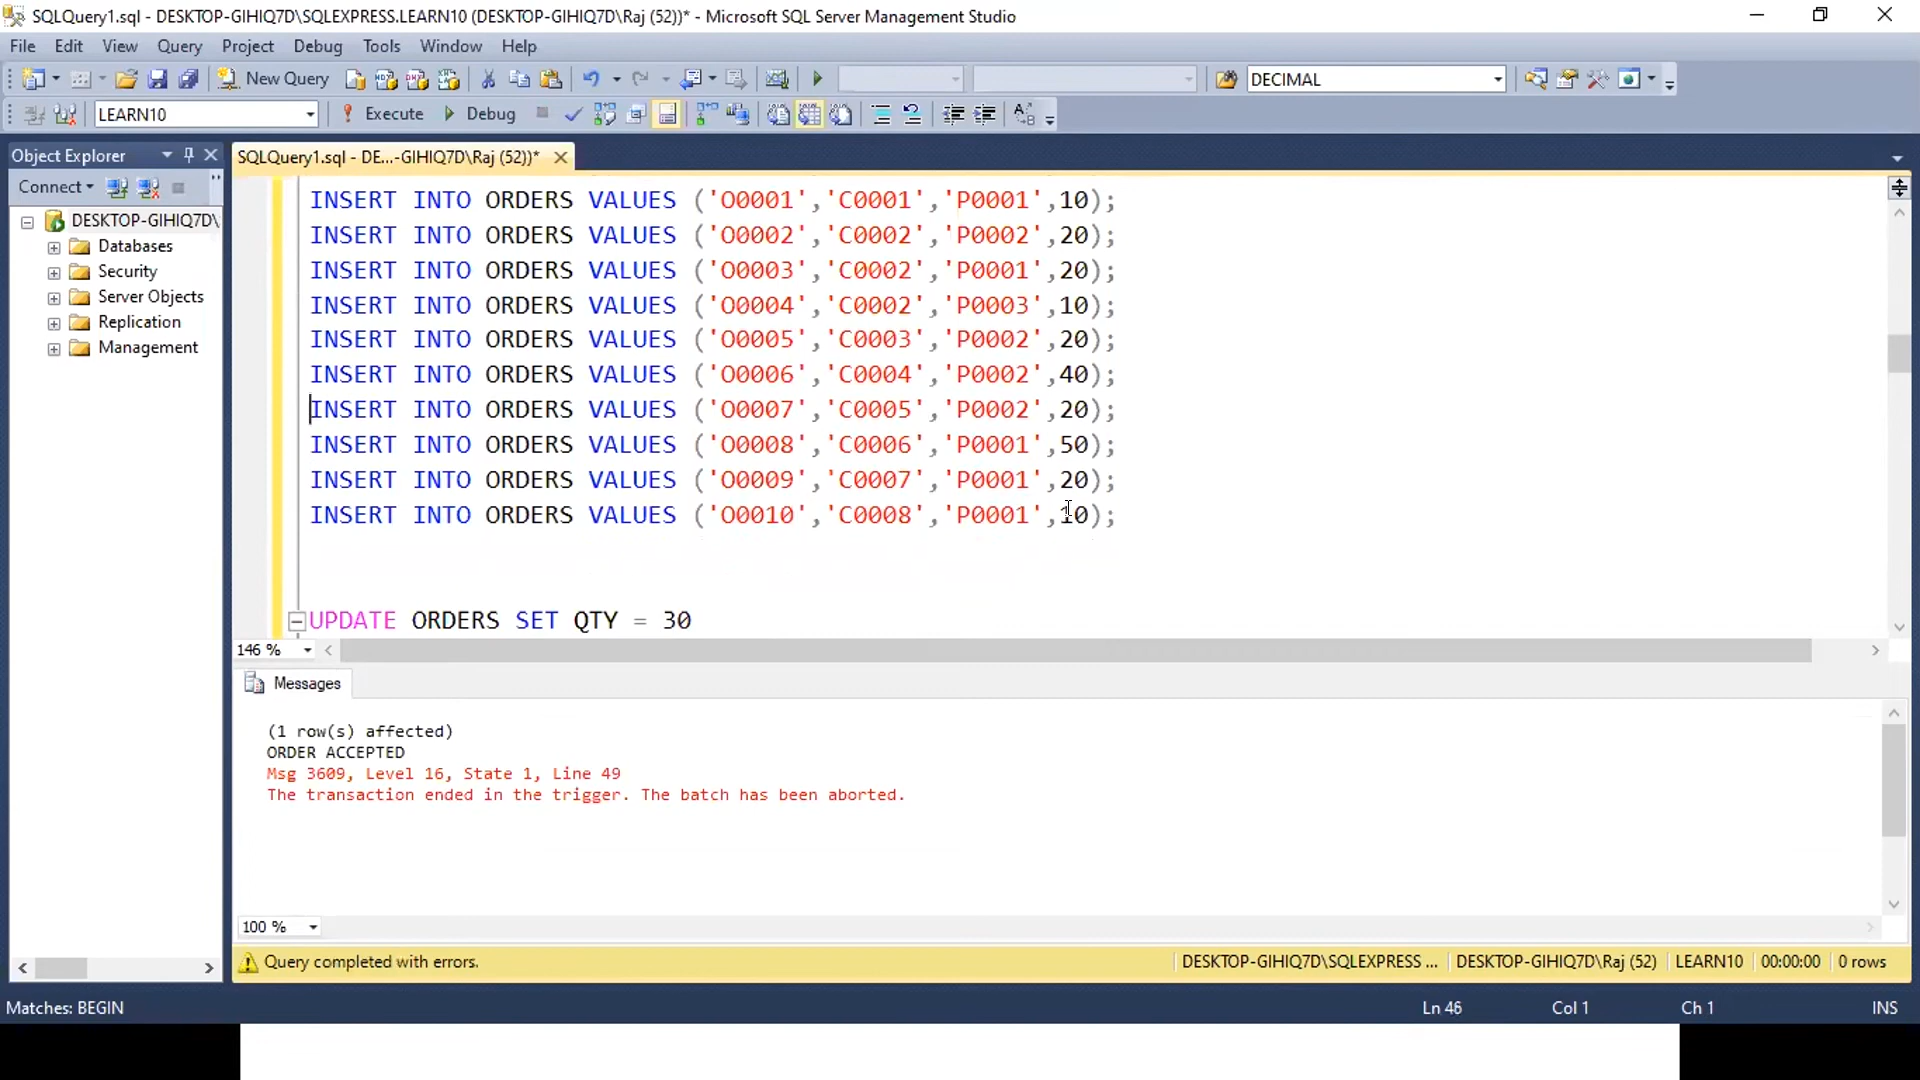 SQLQuery1.sql - DESKTOP-GIHIQ7D\SQLEXPRESS.LEARN10 (DESKTOP-GIHIQ7D\Raj (52))* - Microsoft SQL Server Management Studio
File Edit View Query Project Debug Tools Window Help
New Query DECIMAL
LEARN10 Execute Debug
Object Explorer
SQLQuery1.sql - DE...-GIHIQ7D\Raj (52))*
Connect
DESKTOP-GIHIQ7D\
Databases
Security
Server Objects
Replication
Management
INSERT INTO ORDERS VALUES ('O0001','C0001','P0001',10);
INSERT INTO ORDERS VALUES ('O0002','C0002','P0002',20);
INSERT INTO ORDERS VALUES ('O0003','C0002','P0001',20);
INSERT INTO ORDERS VALUES ('O0004','C0002','P0003',10);
INSERT INTO ORDERS VALUES ('O0005','C0003','P0002',20);
INSERT INTO ORDERS VALUES ('O0006','C0004','P0002',40);
INSERT INTO ORDERS VALUES ('O0007','C0005','P0002',20);
INSERT INTO ORDERS VALUES ('O0008','C0006','P0001',50);
INSERT INTO ORDERS VALUES ('O0009','C0007','P0001',20);
INSERT INTO ORDERS VALUES ('O0010','C0008','P0001',10);
UPDATE ORDERS SET QTY = 30
146 %
Messages
(1 row(s) affected)
ORDER ACCEPTED
Msg 3609, Level 16, State 1, Line 49
The transaction ended in the trigger. The batch has been aborted.
100 %
Query completed with errors. DESKTOP-GIHIQ7D\SQLEXPRESS ... DESKTOP-GIHIQ7D\Raj (52) LEARN10 00:00:00 0 rows
Matches: BEGIN Ln 46 Col 1 Ch 1 INS